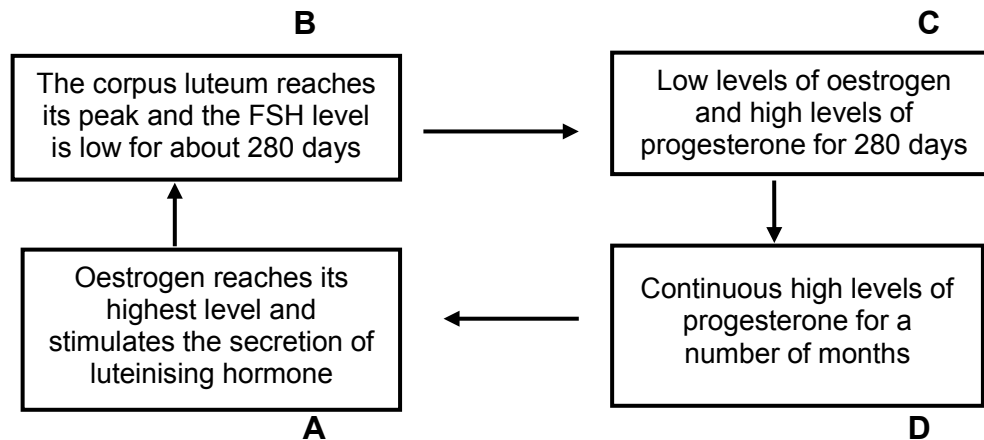 B
The corpus luteum reaches
its peak and the FSH level
is low for about 280 days
C
Low levels of oestrogen
and high levels of
progesterone for 280 days
Oestrogen reaches its
highest level and
stimulates the secretion of
luteinising hormone
A
Continuous high levels of
progesterone for a
number of months
D